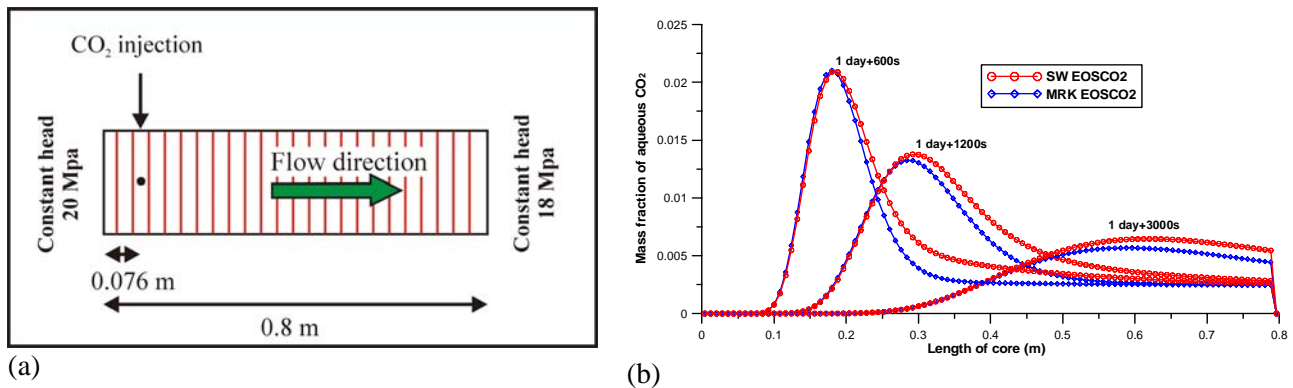 CO₂ injection
Constant head
20 Mpa
Flow direction
Constant head
18 Mpa
0.076 m
0.8 m
(a)
Mass fraction of aqueous CO₂
0.025
0.02
0.015
0.01
0.005
0
0 0.1 0.2 0.3 0.4 0.5 0.6 0.7 0.8
Length of core (m)
1 day+600s
1 day+1200s
1 day+3000s
SW EOSCO2
MRK EOSCO2
(b)